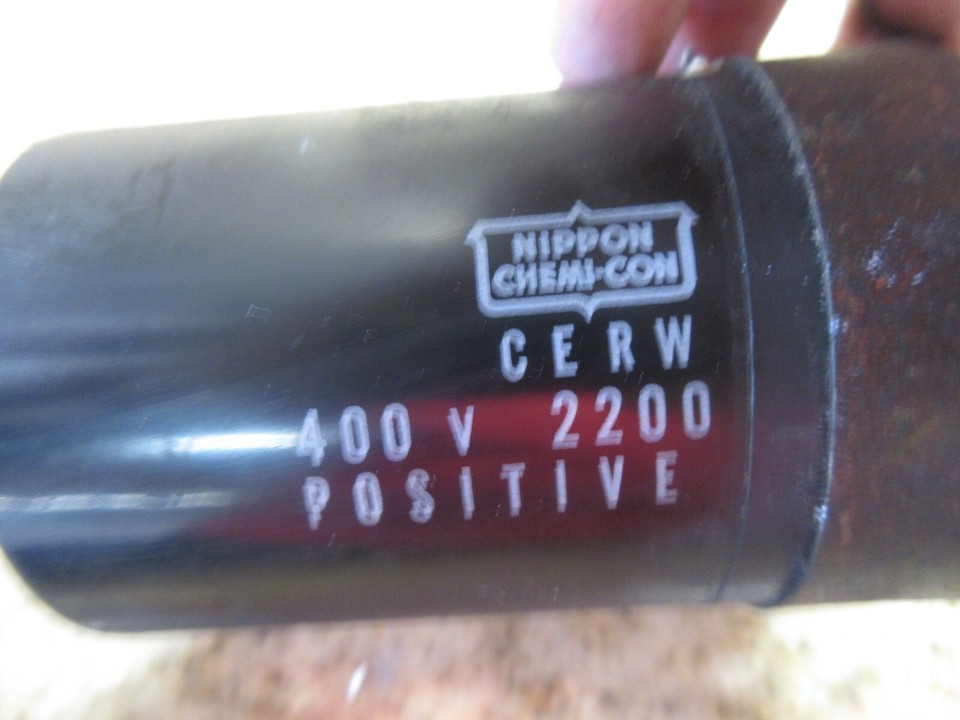 NIPPON
CHEMI-CON
CERW
400 V 2200
POSITIVE